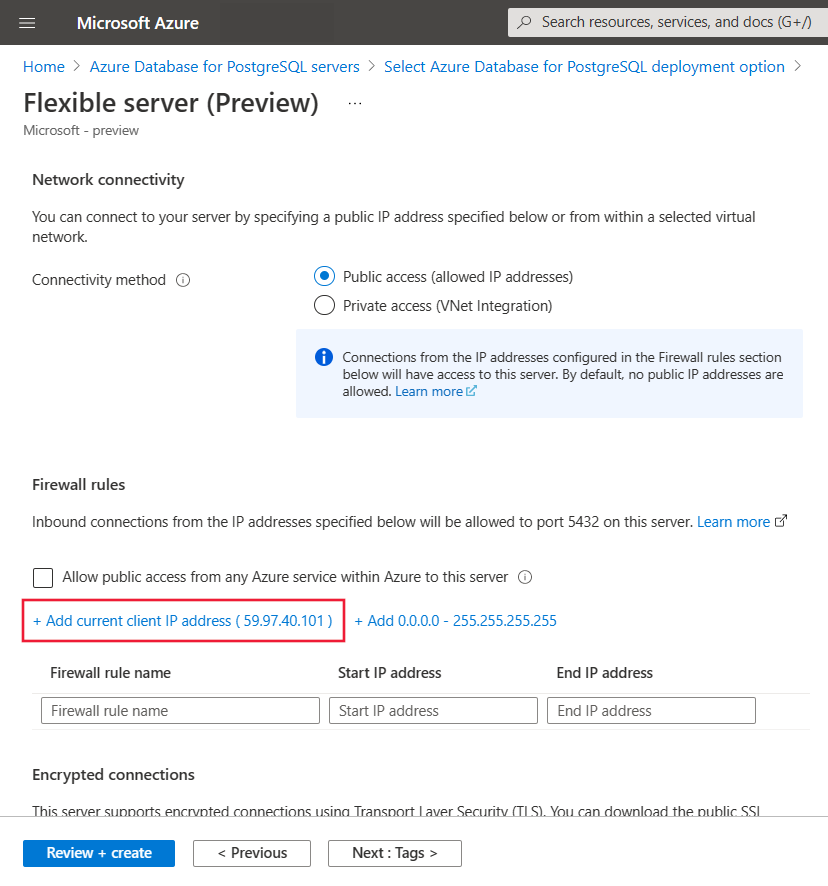 Microsoft Azure
Search resources, services, and docs (G+/)
Home > Azure Database for PostgreSQL servers > Select Azure Database for PostgreSQL deployment option >
Flexible server (Preview) ...
Microsoft - preview
Network connectivity
You can connect to your server by specifying a public IP address specified below or from within a selected virtual
network.
Connectivity method
Public access (allowed IP addresses)
Private access (VNet Integration)
Connections from the IP addresses configured in the Firewall rules section
below will have access to this server. By default, no public IP addresses are
allowed. Learn more
Firewall rules
Inbound connections from the IP addresses specified below will be allowed to port 5432 on this server. Learn more
Allow public access from any Azure service within Azure to this server
+ Add current client IP address ( 59.97.40.101 ) + Add 0.0.0.0 - 255.255.255.255
Firewall rule name Start IP address End IP address
Firewall rule name Start IP address End IP address
Encrypted connections
This server supports encrypted connections using Transport Layer Security (TLS). You can download the public SSL
Review + create < Previous Next : Tags >